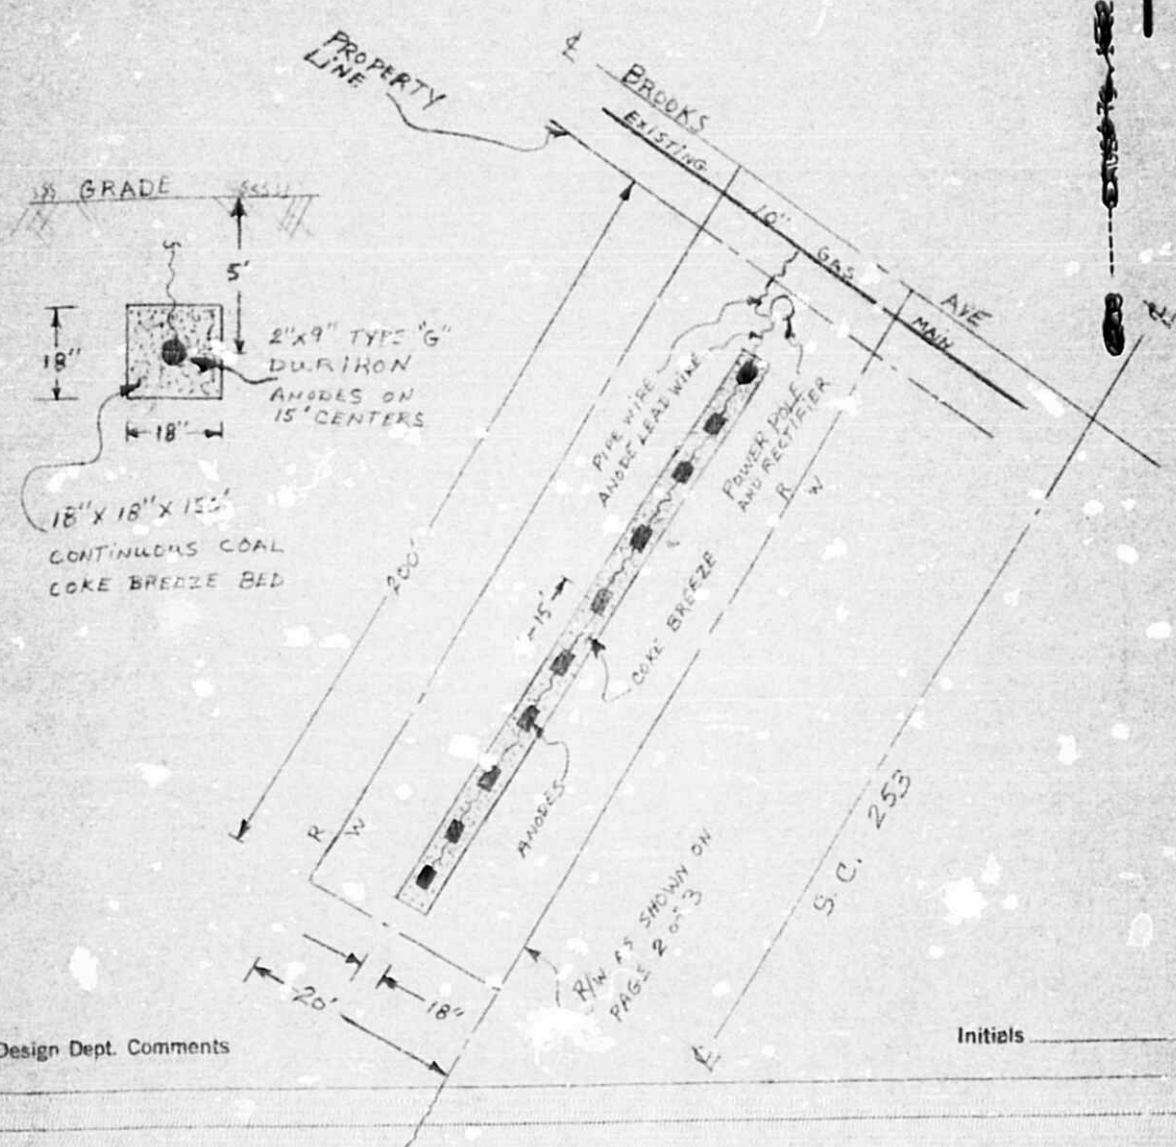 PROPERTY
LINE
℄
BROOKS
AVE
EXISTING
10"
GAS
MAIN
GRADE
5'
18"
18"
2"x9" TYPE "G"
DURIRON
ANODES ON
15' CENTERS
18" X 18" X
CONTINUOUS COAL
COKE BREEZE BED
PIPE WIRE
ANODE LEAD WIRE
POWER POLE
AND RECTIFIER
R
W
200'
15'
COKE BREEZE
ANODES
R
W
R/W AS SHOWN ON
PAGE 2 OF 3
S. C. 253
℄
20'
18"
Design Dept. Comments
Initials